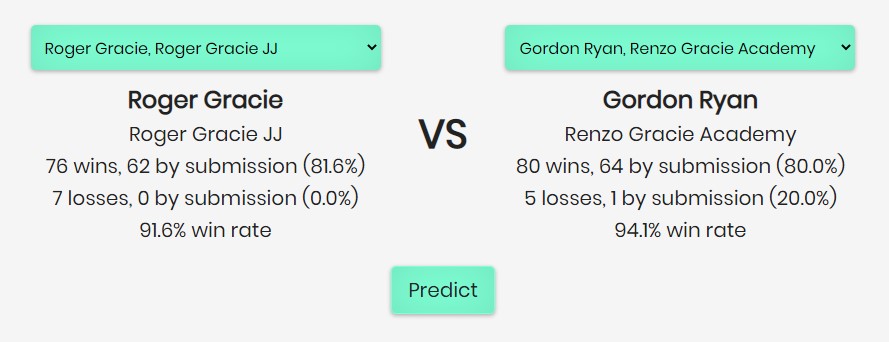 Roger Gracie, Roger Gracie JJ
Gordon Ryan, Renzo Gracie Academy
Roger Gracie
Roger Gracie JJ
76 wins, 62 by submission (81.6%)
7 losses, 0 by submission (0.0%)
91.6% win rate
VS
Gordon Ryan
Renzo Gracie Academy
80 wins, 64 by submission (80.0%)
5 losses, 1 by submission (20.0%)
94.1% win rate
Predict